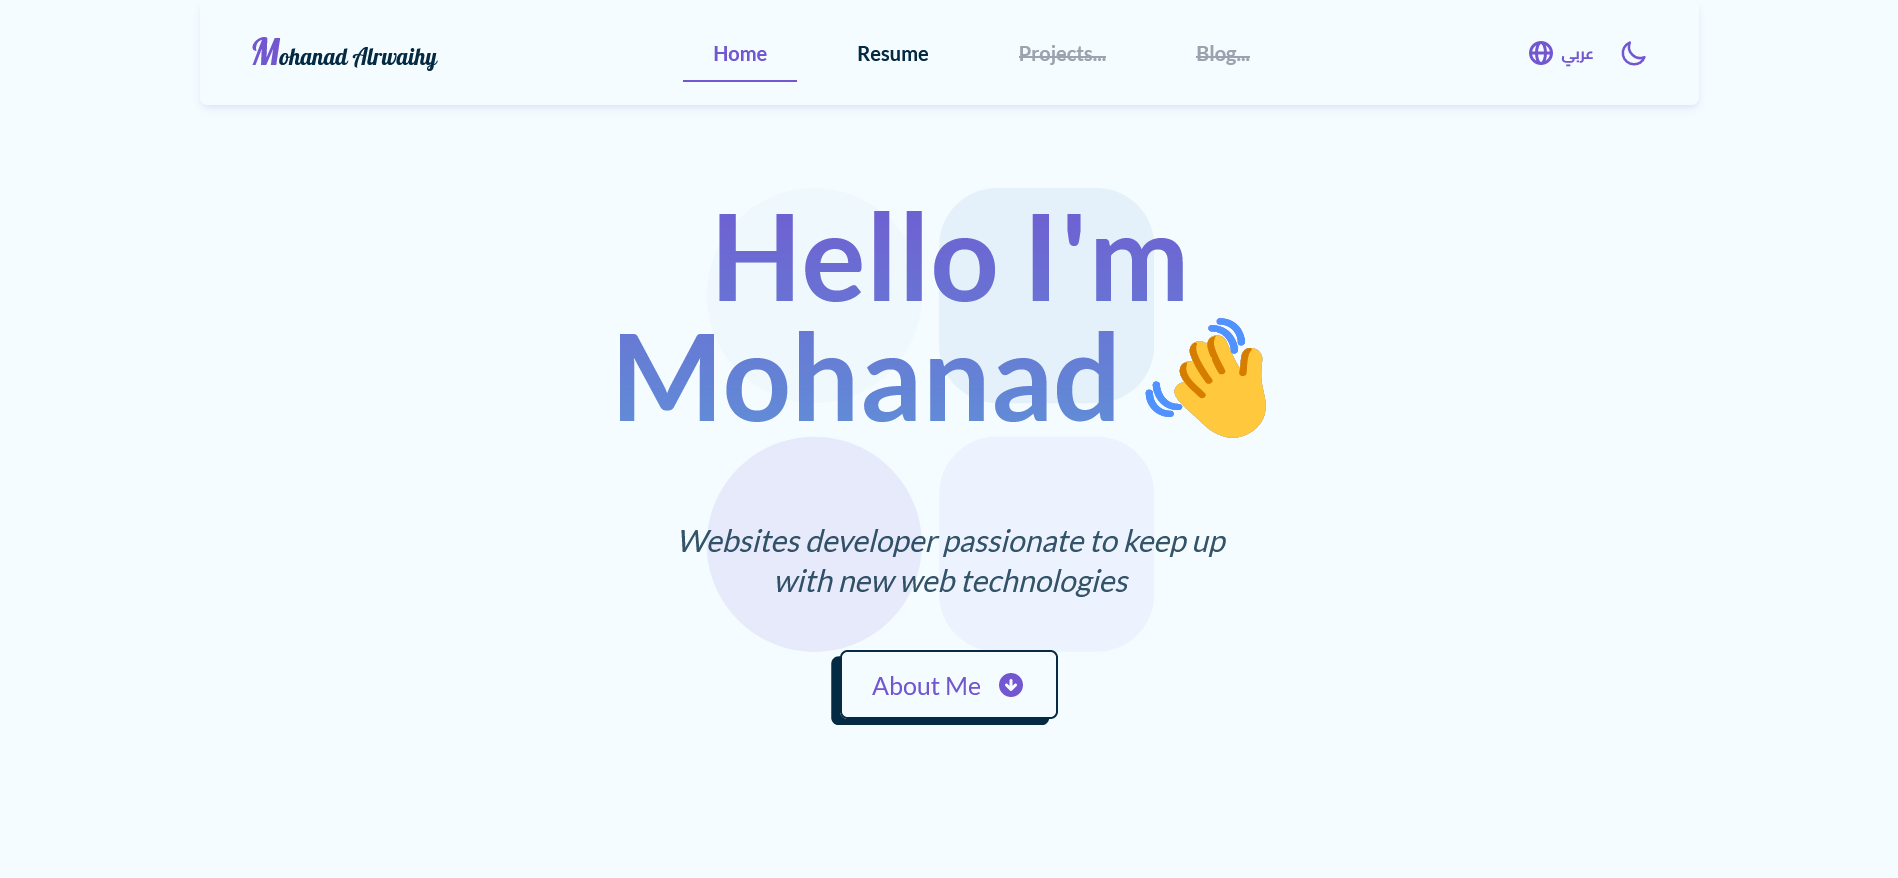 Mohanad Alrwaihy
Home
Resume
Projects...
Blog...
عربي
Hello I'm
Mohanad
Websites developer passionate to keep up
with new web technologies
About Me